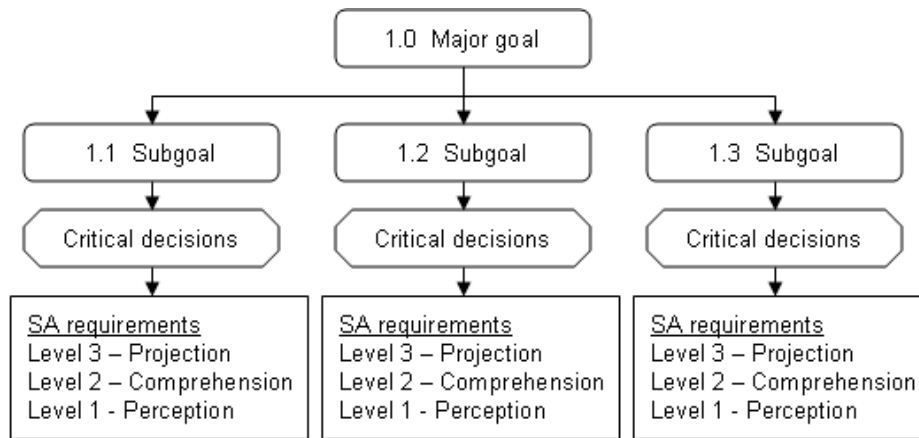 1.0 Major goal
1.1 Subgoal
1.2 Subgoal
1.3 Subgoal
Critical decisions
Critical decisions
Critical decisions
SA requirements
Level 3 – Projection
Level 2 – Comprehension
Level 1 - Perception
SA requirements
Level 3 – Projection
Level 2 – Comprehension
Level 1 - Perception
SA requirements
Level 3 – Projection
Level 2 – Comprehension
Level 1 - Perception